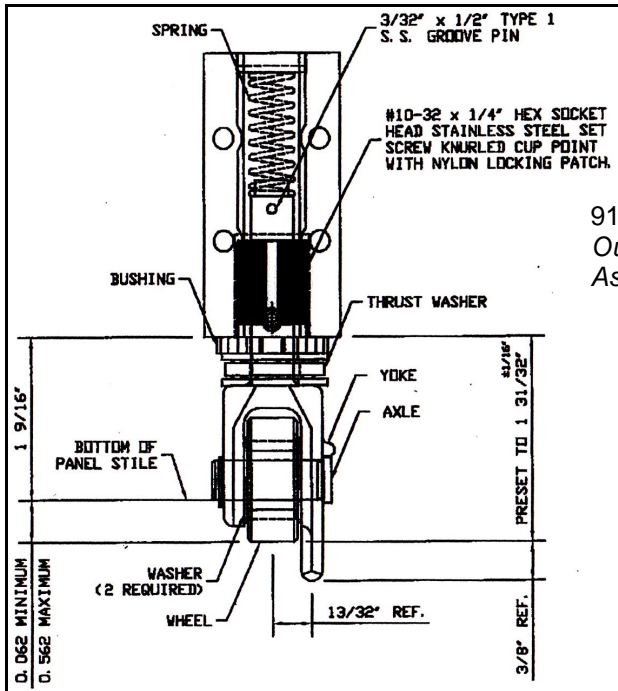 SPRING
3/32" x 1/2" TYPE 1
S. S. GROOVE PIN
#10-32 x 1/4" HEX SOCKET
HEAD STAINLESS STEEL SET
SCREW KNURLED CUP POINT
WITH NYLON LOCKING PATCH.
91
Ou
As
BUSHING
THRUST WASHER
YOKE
AXLE
BOTTOM OF
PANEL STILE
WASHER
(2 REQUIRED)
WHEEL
13/32" REF.
1 9/16"
0.062 MINIMUM
0.562 MAXIMUM
PRESET TO 1 31/32"
±1/16"
3/8" REF.